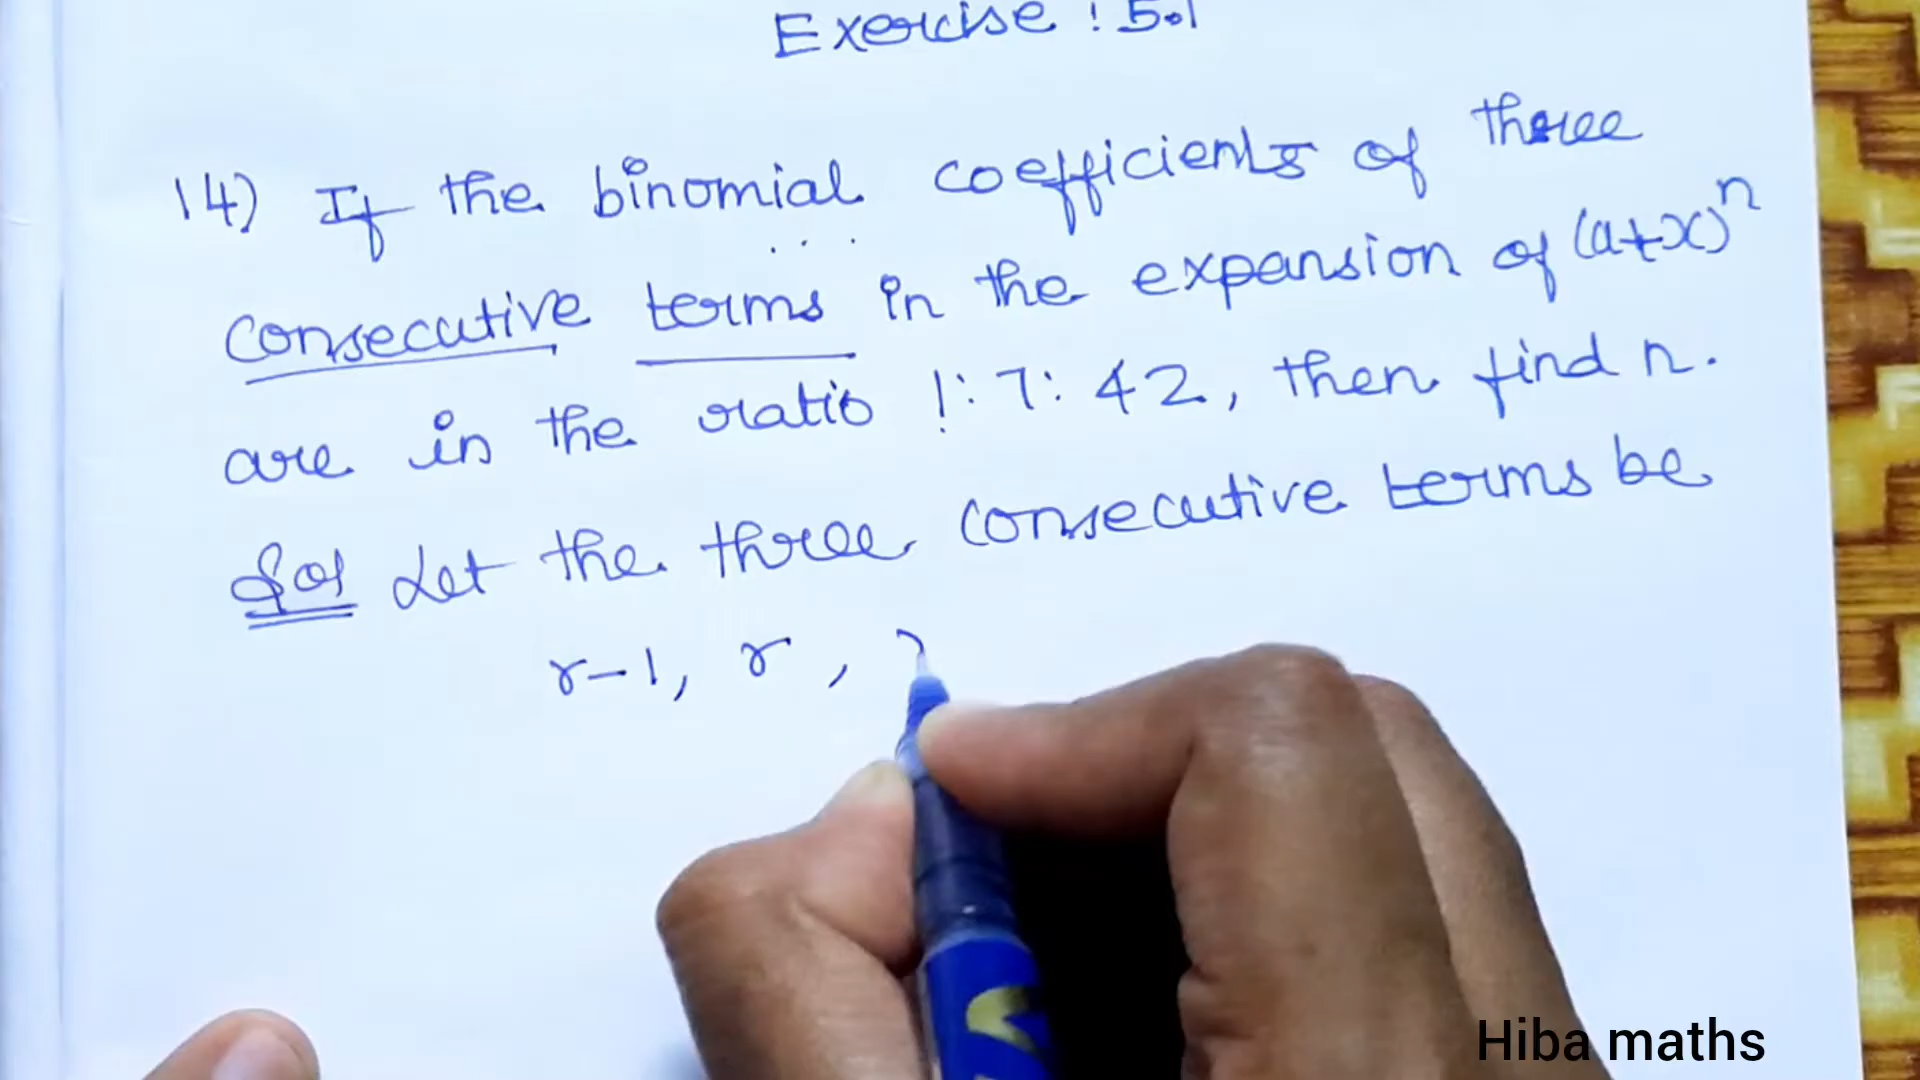 Exercise : 5.1
14) If the binomial coefficients of three
consecutive terms in the expansion of (a+x)ⁿ
are in the ratio 1:7:42, then find n.
Sol Let the three consecutive terms be
r-1, r,
Hiba maths